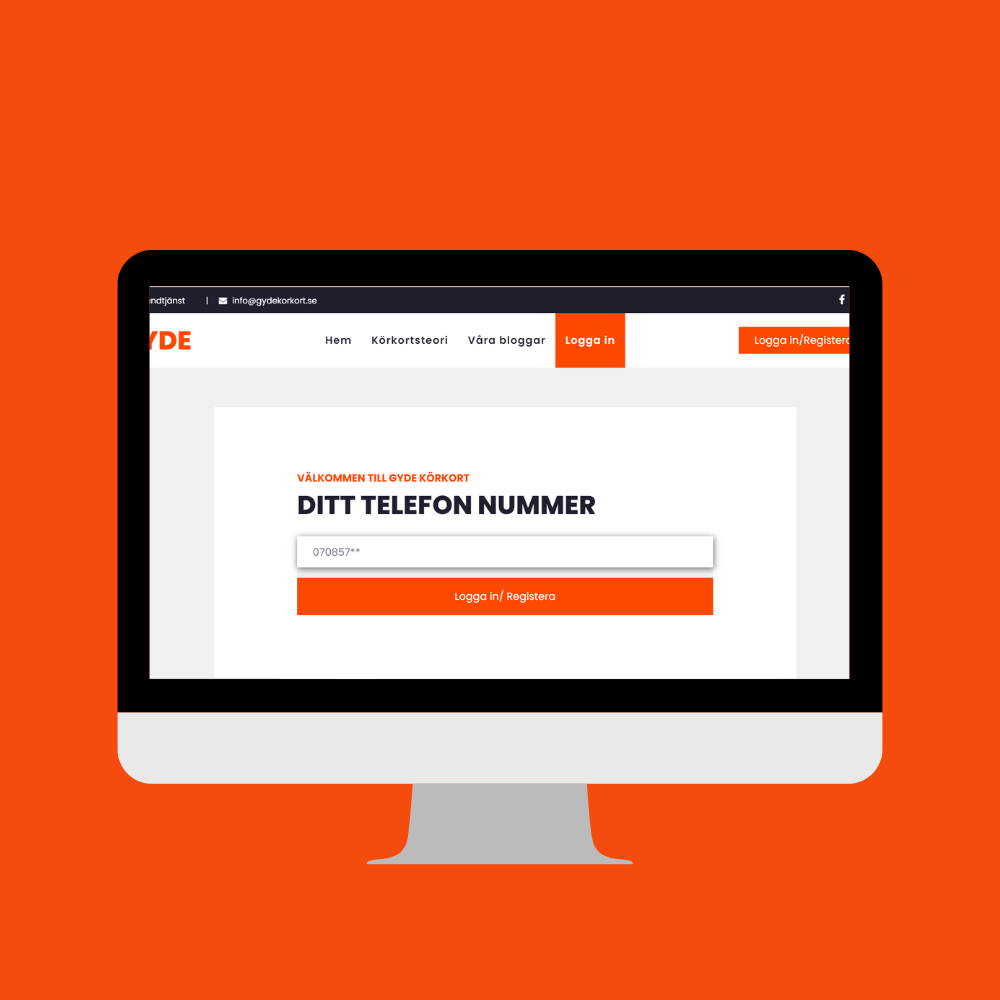 ndtjänst | info@gydekorkort.se
YDE Hem Körkortsteori Våra bloggar Logga in Logga in/Registera
VÄLKOMMEN TILL GYDE KÖRKORT
DITT TELEFON NUMMER
070857**
Logga in/ Registera